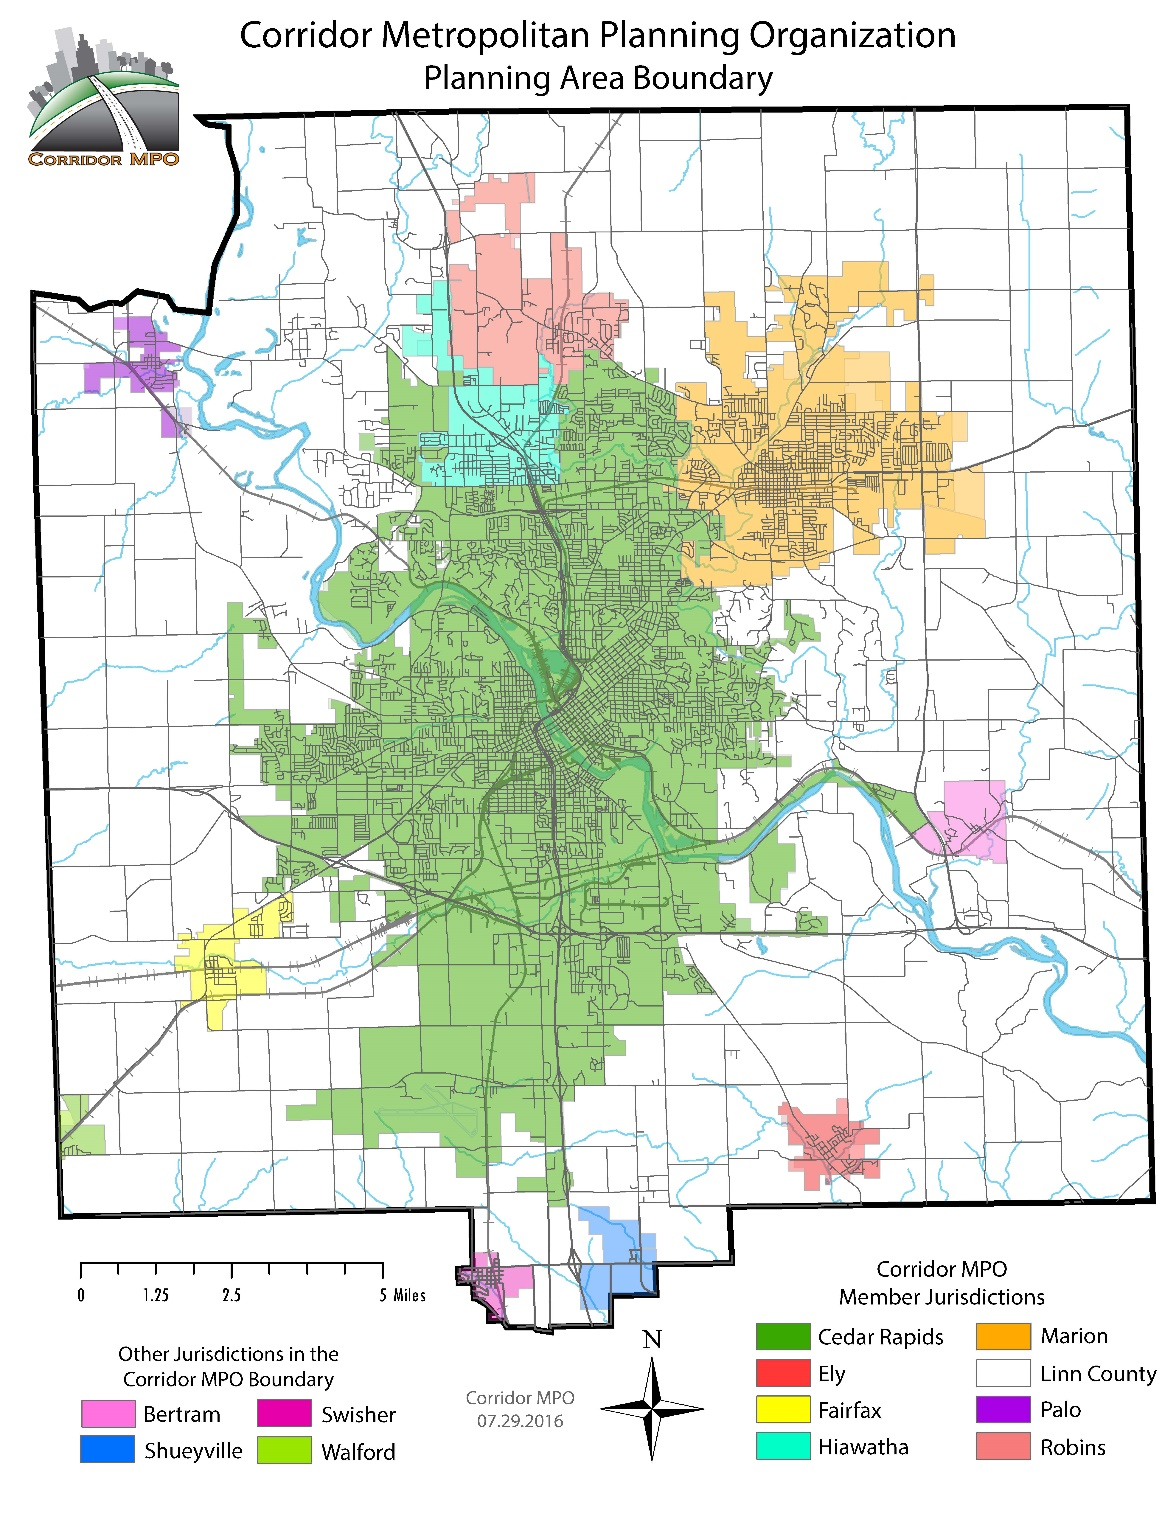 Corridor Metropolitan Planning Organization
Planning Area Boundary
CORRIDOR MPO
0 1.25 2.5 5 Miles
Other Jurisdictions in the
Corridor MPO Boundary
Bertram
Swisher
Shueyville
Walford
Corridor MPO
07.29.2016
N
Corridor MPO
Member Jurisdictions
Cedar Rapids
Marion
Ely
Linn County
Fairfax
Palo
Hiawatha
Robins